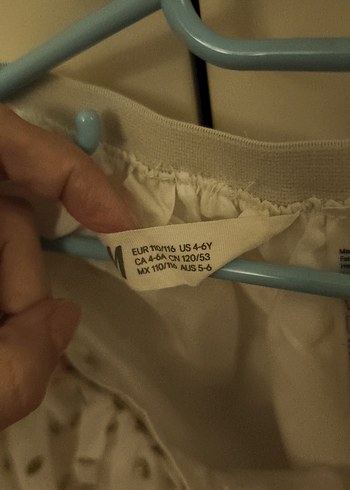 EUR 110/116 US 4-6Y
CA 4-6A CN 120/53
MX 110/116 AUS 5-6